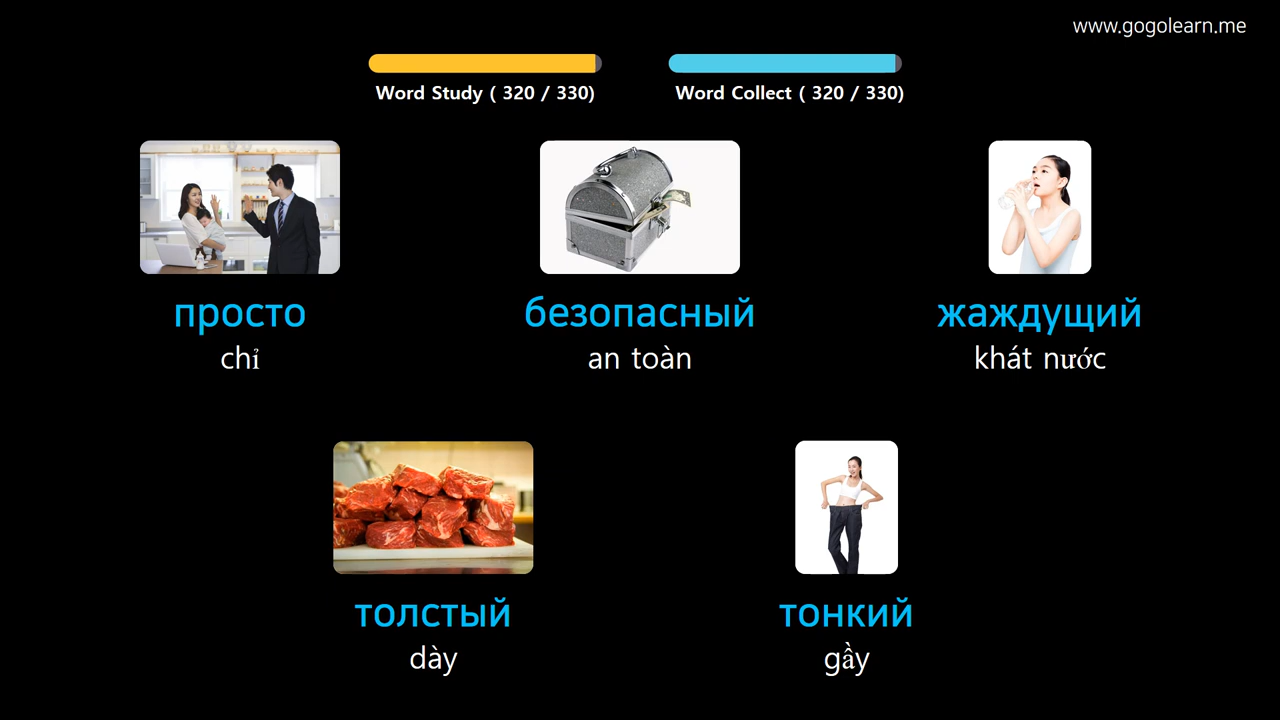 www.gogolearn.me
Word Study ( 320 / 330)
Word Collect ( 320 / 330)
просто
chỉ
безопасный
an toàn
жаждущий
khát nước
толстый
dày
тонкий
gầy